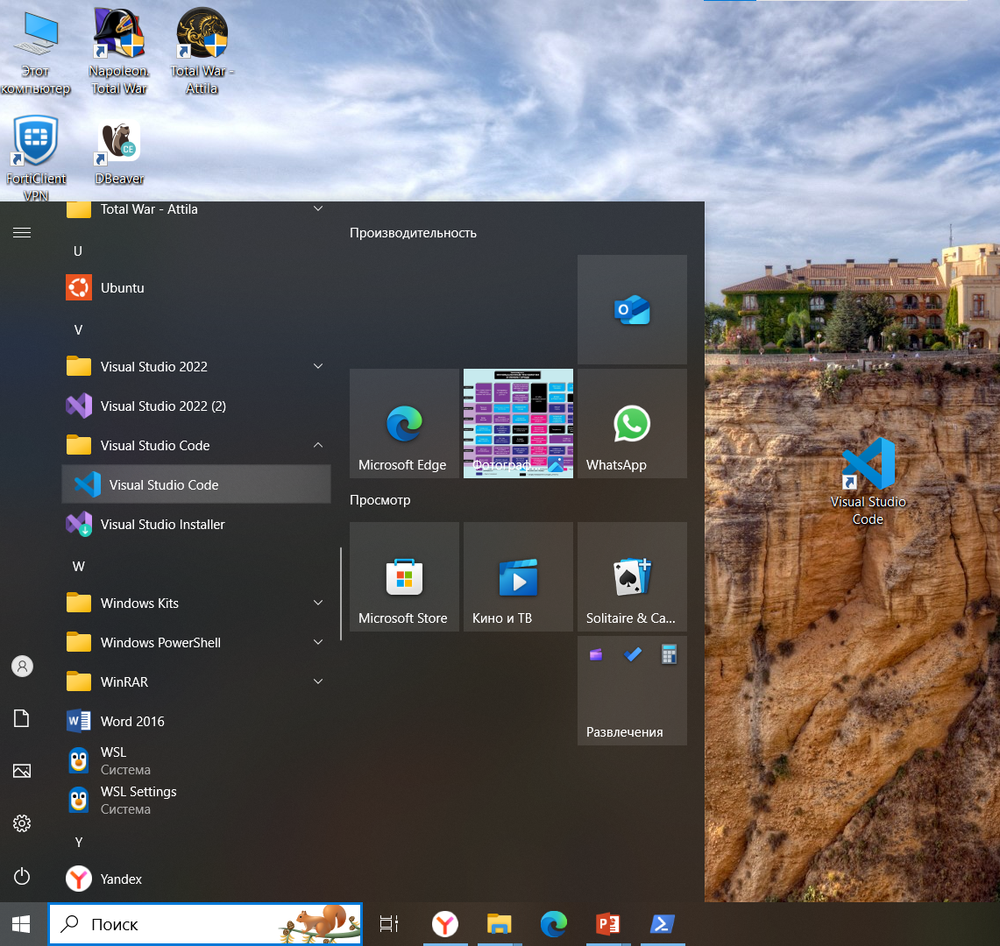 Этот
компьютер
Napoleon.
Total War
Total War -
Attila
FortiClient
VPN
DBeaver
CE
Total War - Attila
U
Ubuntu
V
Visual Studio 2022
Visual Studio 2022 (2)
Visual Studio Code
Visual Studio Code
Visual Studio Installer
W
Windows Kits
Windows PowerShell
WinRAR
Word 2016
WSL
Система
WSL Settings
Система
Y
Yandex
Производительность
Microsoft Edge
Фотограф...
WhatsApp
Просмотр
Microsoft Store
Кино и ТВ
Solitaire & Ca...
Развлечения
Visual Studio
Code
Поиск